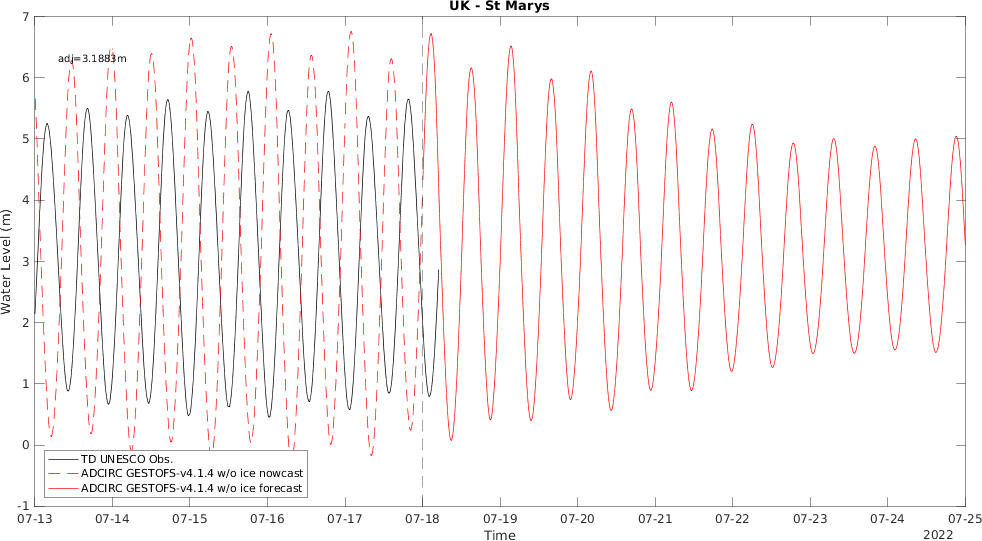 UK - St Marys
adj=3.1883m
7
6
5
4
3
2
1
0
-1
Water Level (m)
TD UNESCO Obs.
ADCIRC GESTOFS-v4.1.4 w/o ice nowcast
ADCIRC GESTOFS-v4.1.4 w/o ice forecast
07-13 07-14 07-15 07-16 07-17 07-18 07-19 07-20 07-21 07-22 07-23 07-24 07-25
Time
2022